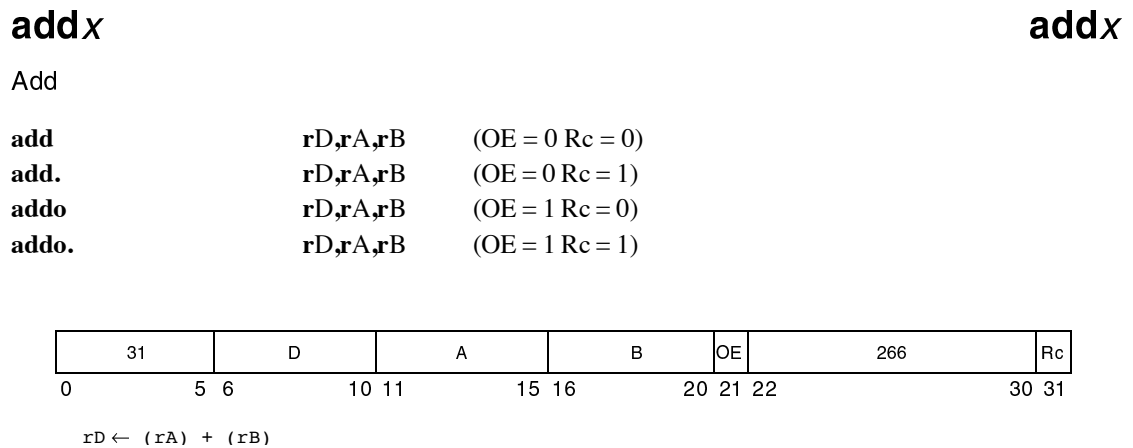 addx addx
Add
add rD,rA,rB (OE = 0 Rc = 0)
add. rD,rA,rB (OE = 0 Rc = 1)
addo rD,rA,rB (OE = 1 Rc = 0)
addo. rD,rA,rB (OE = 1 Rc = 1)
31 D A B OE 266 Rc
0 5 6 10 11 15 16 20 21 22 30 31
rD ← (rA) + (rB)